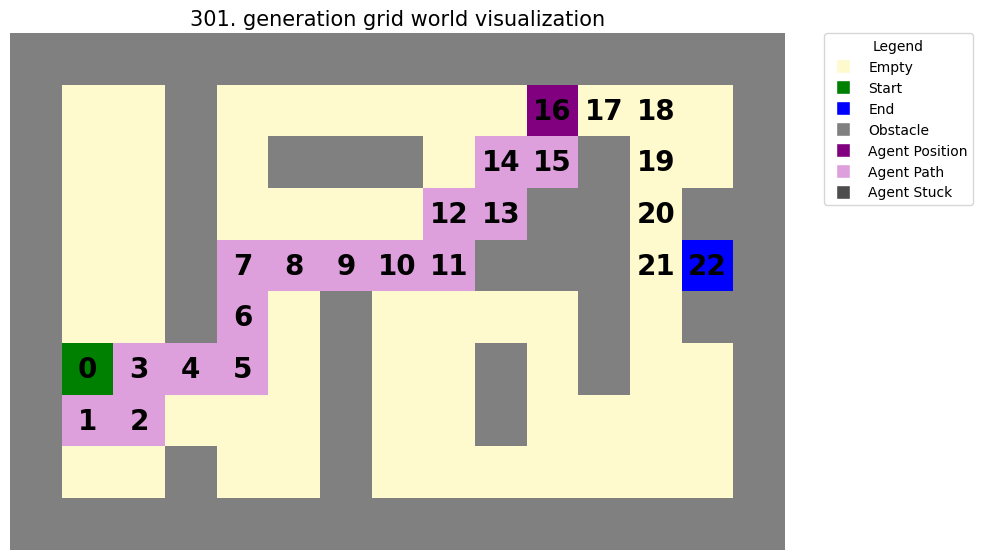 301. generation grid world visualization
16 17 18
14 15 19
12 13 20
7 8 9 10 11 21 22
6
0 3 4 5
1 2
Legend
Empty
Start
End
Obstacle
Agent Position
Agent Path
Agent Stuck